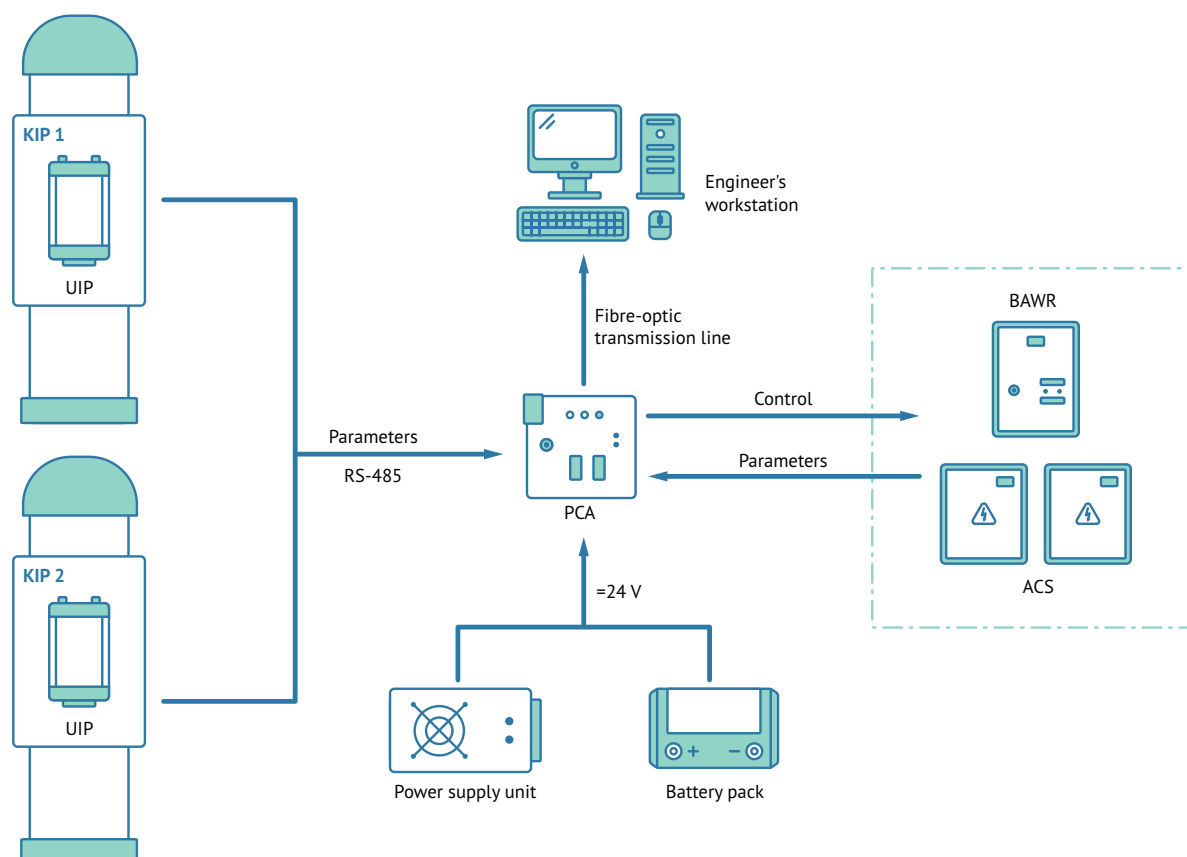 KIP 1
UIP
Engineer's
workstation
BAWR
Fibre-optic
transmission line
Control
Parameters
RS-485
Parameters
PCA
ACS
KIP 2
UIP
=24 V
Power supply unit
Battery pack